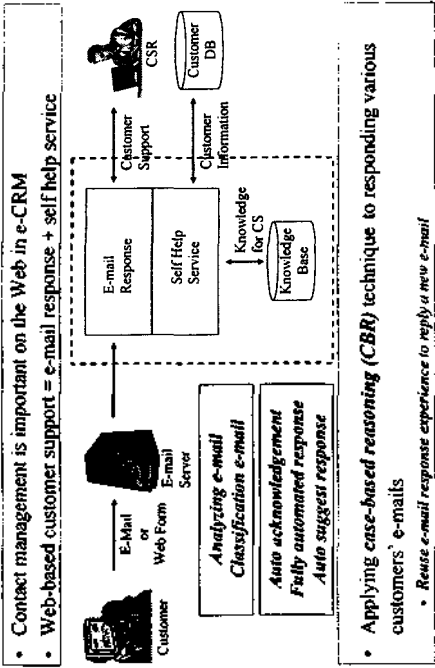 • Contact management is important on the Web in e-CRM
• Web-based customer support = e-mail response + self help service
Customer
E-Mail
or
Web Form
E-mail
Server
E-mail
Response
Self Help
Service
Customer
Support
CSR
Customer
Information
Customer
DB
Knowledge
for CS
Knowledge
Base
Analyzing e-mail
Classification e-mail
Auto acknowledgement
Fully automated response
Auto suggest response
• Applying case-based reasoning (CBR) technique to responding various
customers' e-mails
• Reuse e-mail response experience to reply a new e-mail